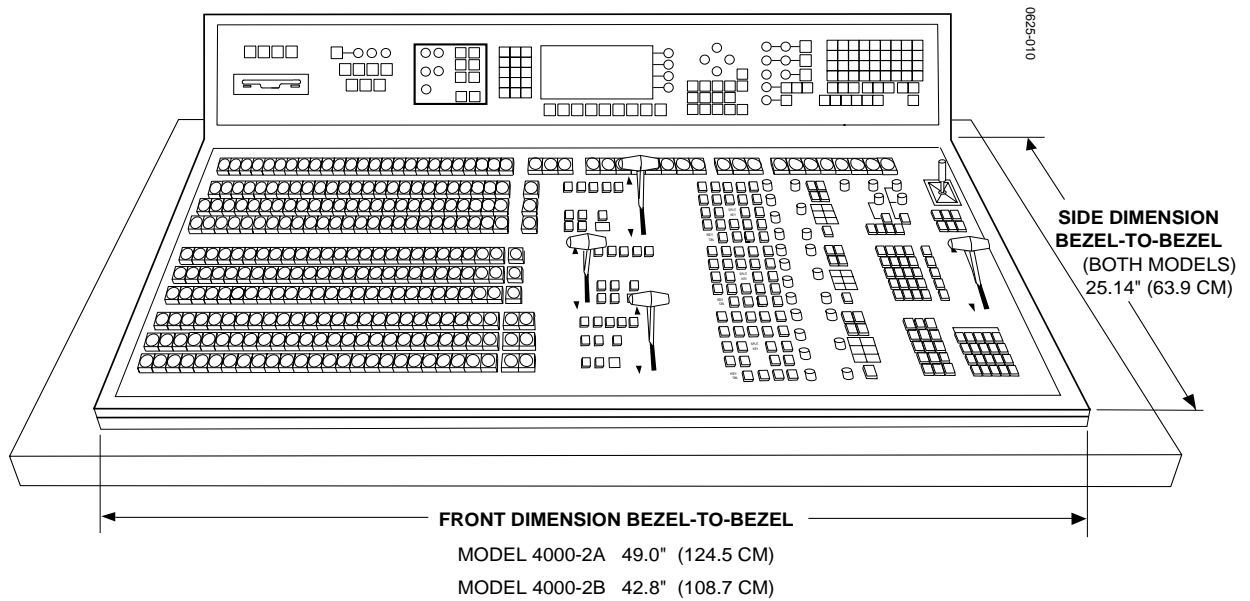 0625-010
SIDE DIMENSION
BEZEL-TO-BEZEL
(BOTH MODELS)
25.14" (63.9 CM)
FRONT DIMENSION BEZEL-TO-BEZEL
MODEL 4000-2A 49.0" (124.5 CM)
MODEL 4000-2B 42.8" (108.7 CM)